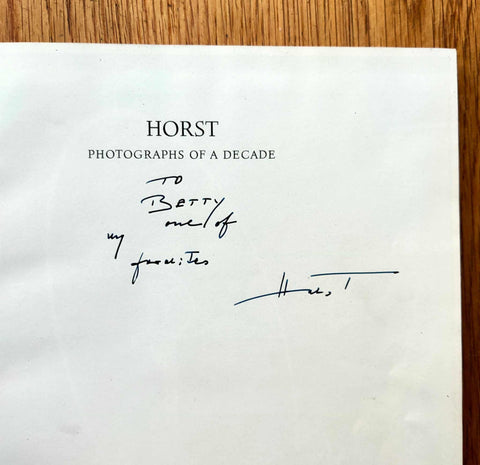 HORST
PHOTOGRAPHS OF A DECADE
TO
BETTY
one of
my
favorites
Horst